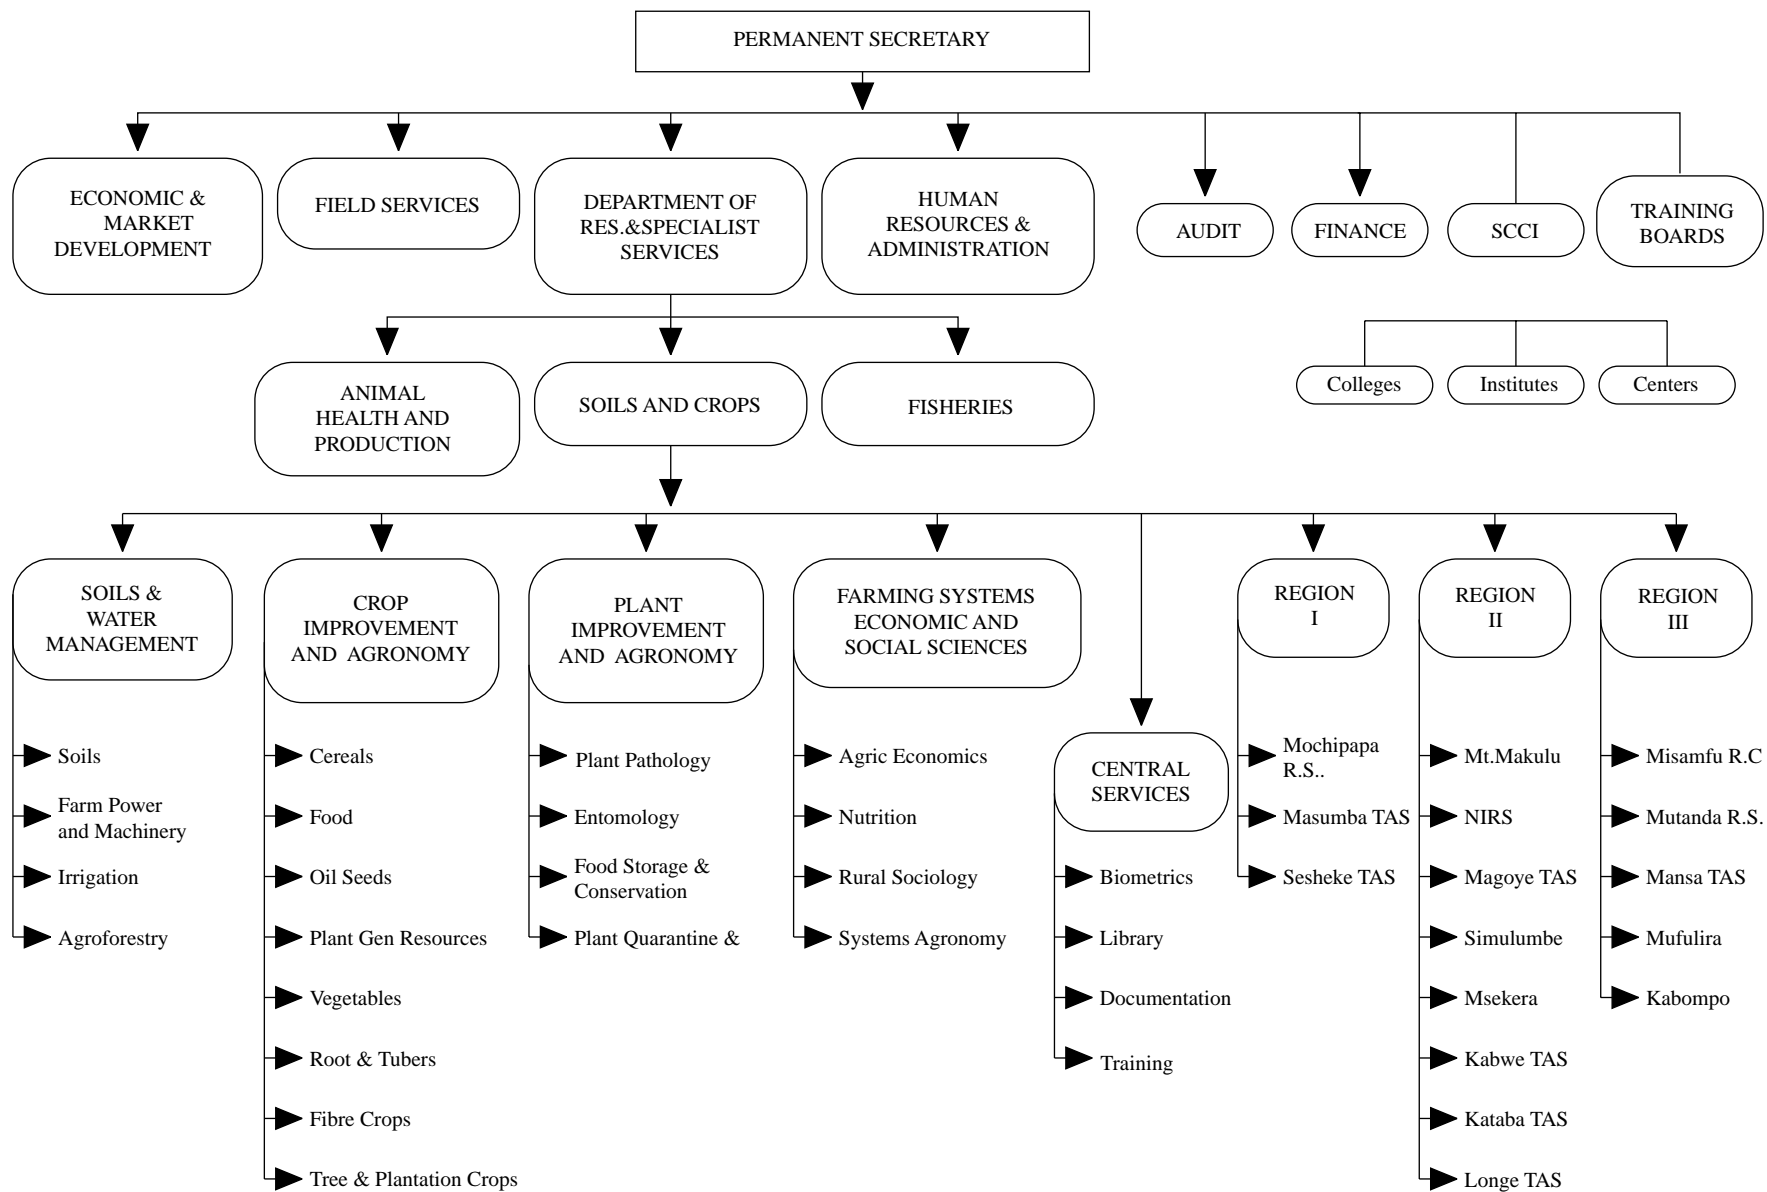 PERMANENT SECRETARY
ECONOMIC &
MARKET
DEVELOPMENT
FIELD SERVICES
DEPARTMENT OF
RES.&SPECIALIST
SERVICES
HUMAN
RESOURCES &
ADMINISTRATION
AUDIT
FINANCE
SCCI
TRAINING
BOARDS
ANIMAL
HEALTH AND
PRODUCTION
SOILS AND CROPS
FISHERIES
Colleges
Institutes
Centers
SOILS &
WATER
MANAGEMENT
Soils
Farm Power
and Machinery
Irrigation
Agroforestry
CROP
IMPROVEMENT
AND AGRONOMY
Cereals
Food
Oil Seeds
Plant Gen Resources
Vegetables
Root & Tubers
Fibre Crops
Tree & Plantation Crops
PLANT
IMPROVEMENT
AND AGRONOMY
Plant Pathology
Entomology
Food Storage &
Conservation
Plant Quarantine &
FARMING SYSTEMS
ECONOMIC AND
SOCIAL SCIENCES
Agric Economics
Nutrition
Rural Sociology
Systems Agronomy
CENTRAL
SERVICES
Biometrics
Library
Documentation
Training
REGION
I
Mochipapa
R.S..
Masumba TAS
Sesheke TAS
REGION
II
Mt.Makulu
NIRS
Magoye TAS
Simulumbe
Msekera
Kabwe TAS
Kataba TAS
Longe TAS
REGION
III
Misamfu R.C
Mutanda R.S.
Mansa TAS
Mufulira
Kabompo